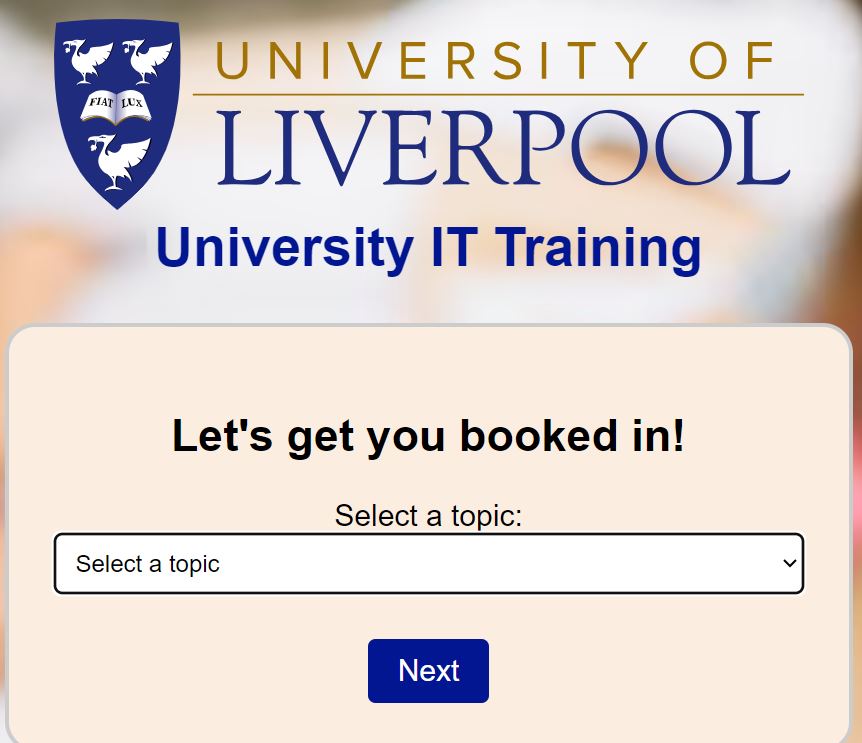 FIAT LUX
UNIVERSITY OF
LIVERPOOL
University IT Training
Let's get you booked in!
Select a topic:
Select a topic
Next